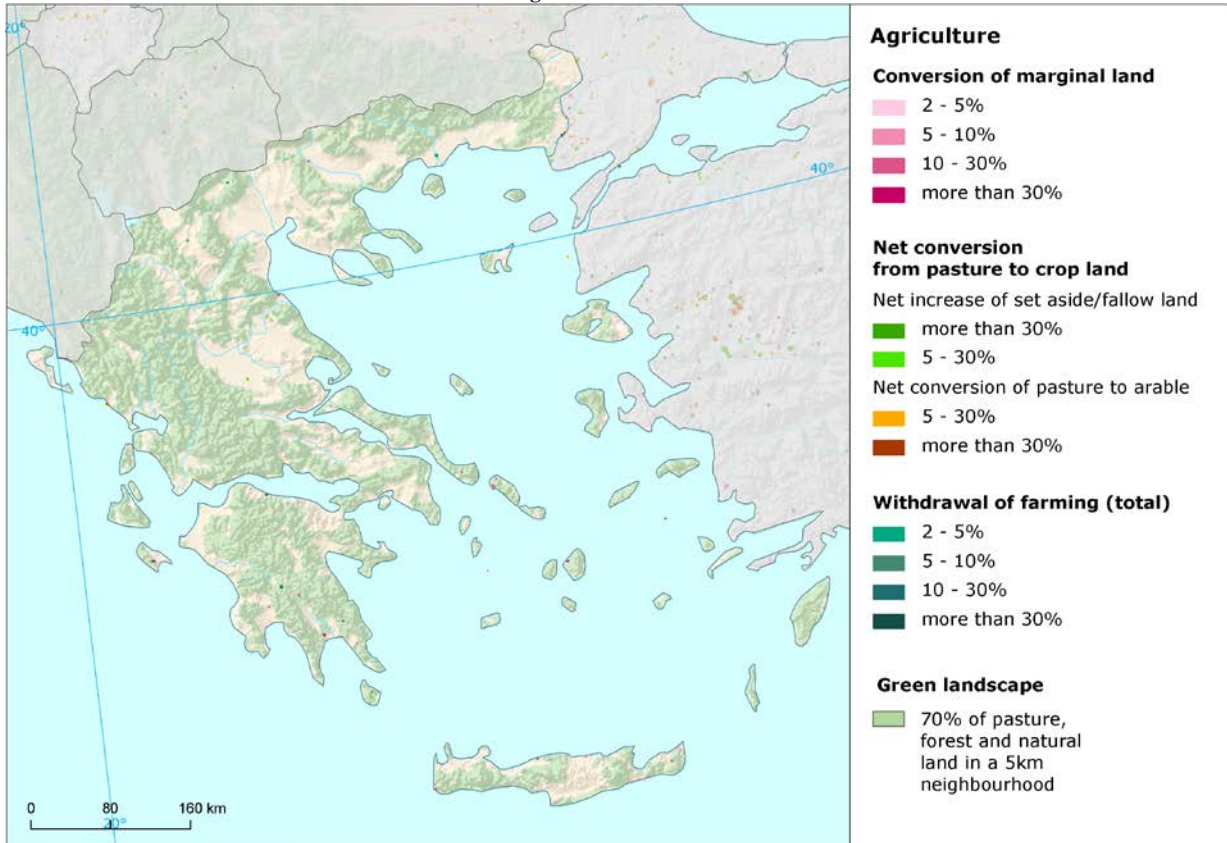 20°
40°
40°
0 80 160 km
20°
Agriculture
Conversion of marginal land
2 - 5%
5 - 10%
10 - 30%
more than 30%
Net conversion
from pasture to crop land
Net increase of set aside/fallow land
more than 30%
5 - 30%
Net conversion of pasture to arable
5 - 30%
more than 30%
Withdrawal of farming (total)
2 - 5%
5 - 10%
10 - 30%
more than 30%
Green landscape
70% of pasture,
forest and natural
land in a 5km
neighbourhood